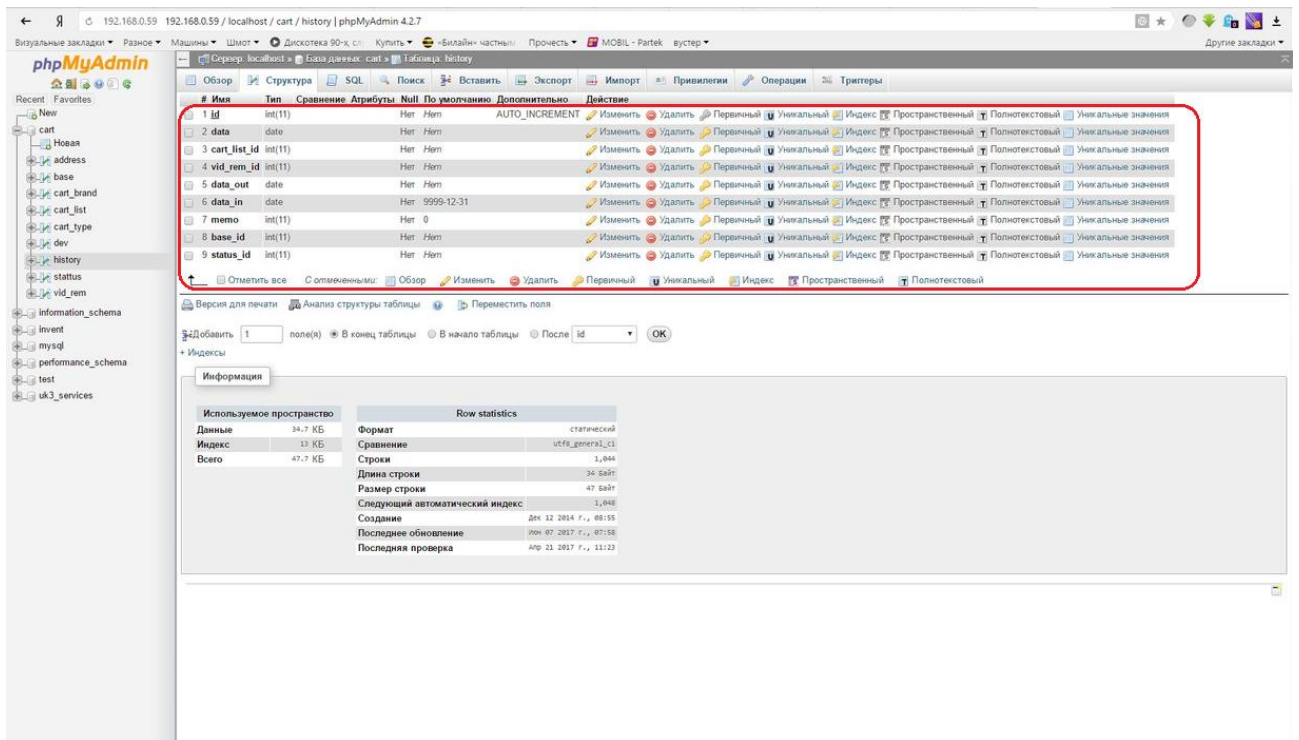 Я 192.168.0.59 192.168.0.59 / localhost / cart / history | phpMyAdmin 4.2.7
Визуальные закладки Разное Машины Шмот Дискотека 90-х, сл Купить «Билайн» частным Прочесть MOBIL - Partek вустер Другие закладки
phpMyAdmin
Recent Favorites
New
cart
Новая
address
base
cart_brand
cart_list
cart_type
dev
history
stattus
vid_rem
information_schema
invent
mysql
performance_schema
test
uk3_services
Сервер: localhost » База данных: cart » Таблица: history
Обзор Структура SQL Поиск Вставить Экспорт Импорт Привилегии Операции Триггеры
# Имя Тип Сравнение Атрибуты Null По умолчанию Дополнительно Действие
1 id int(11) Нет Нет AUTO_INCREMENT Изменить Удалить Первичный Уникальный Индекс Пространственный Полнотекстовый Уникальные значения
2 data date Нет Нет Изменить Удалить Первичный Уникальный Индекс Пространственный Полнотекстовый Уникальные значения
3 cart_list_id int(11) Нет Нет Изменить Удалить Первичный Уникальный Индекс Пространственный Полнотекстовый Уникальные значения
4 vid_rem_id int(11) Нет Нет Изменить Удалить Первичный Уникальный Индекс Пространственный Полнотекстовый Уникальные значения
5 data_out date Нет Нет Изменить Удалить Первичный Уникальный Индекс Пространственный Полнотекстовый Уникальные значения
6 data_in date Нет 9999-12-31 Изменить Удалить Первичный Уникальный Индекс Пространственный Полнотекстовый Уникальные значения
7 memo int(11) Нет 0 Изменить Удалить Первичный Уникальный Индекс Пространственный Полнотекстовый Уникальные значения
8 base_id int(11) Нет Нет Изменить Удалить Первичный Уникальный Индекс Пространственный Полнотекстовый Уникальные значения
9 status_id int(11) Нет Нет Изменить Удалить Первичный Уникальный Индекс Пространственный Полнотекстовый Уникальные значения
Отметить все С отмеченными: Обзор Изменить Удалить Первичный Уникальный Индекс Пространственный Полнотекстовый
Версия для печати Анализ структуры таблицы Переместить поля
Добавить 1 поле(я) В конец таблицы В начало таблицы После id OK
+ Индексы
Информация
Используемое пространство
Данные 34.7 КБ
Индекс 13 КБ
Всего 47.7 КБ
Row statistics
Формат статический
Сравнение utf8_general_ci
Строки 1,044
Длина строки 34 Байт
Размер строки 47 Байт
Следующий автоматический индекс 1,048
Создание Дек 12 2014 г., 08:55
Последнее обновление Июн 07 2017 г., 07:58
Последняя проверка Апр 21 2017 г., 11:23